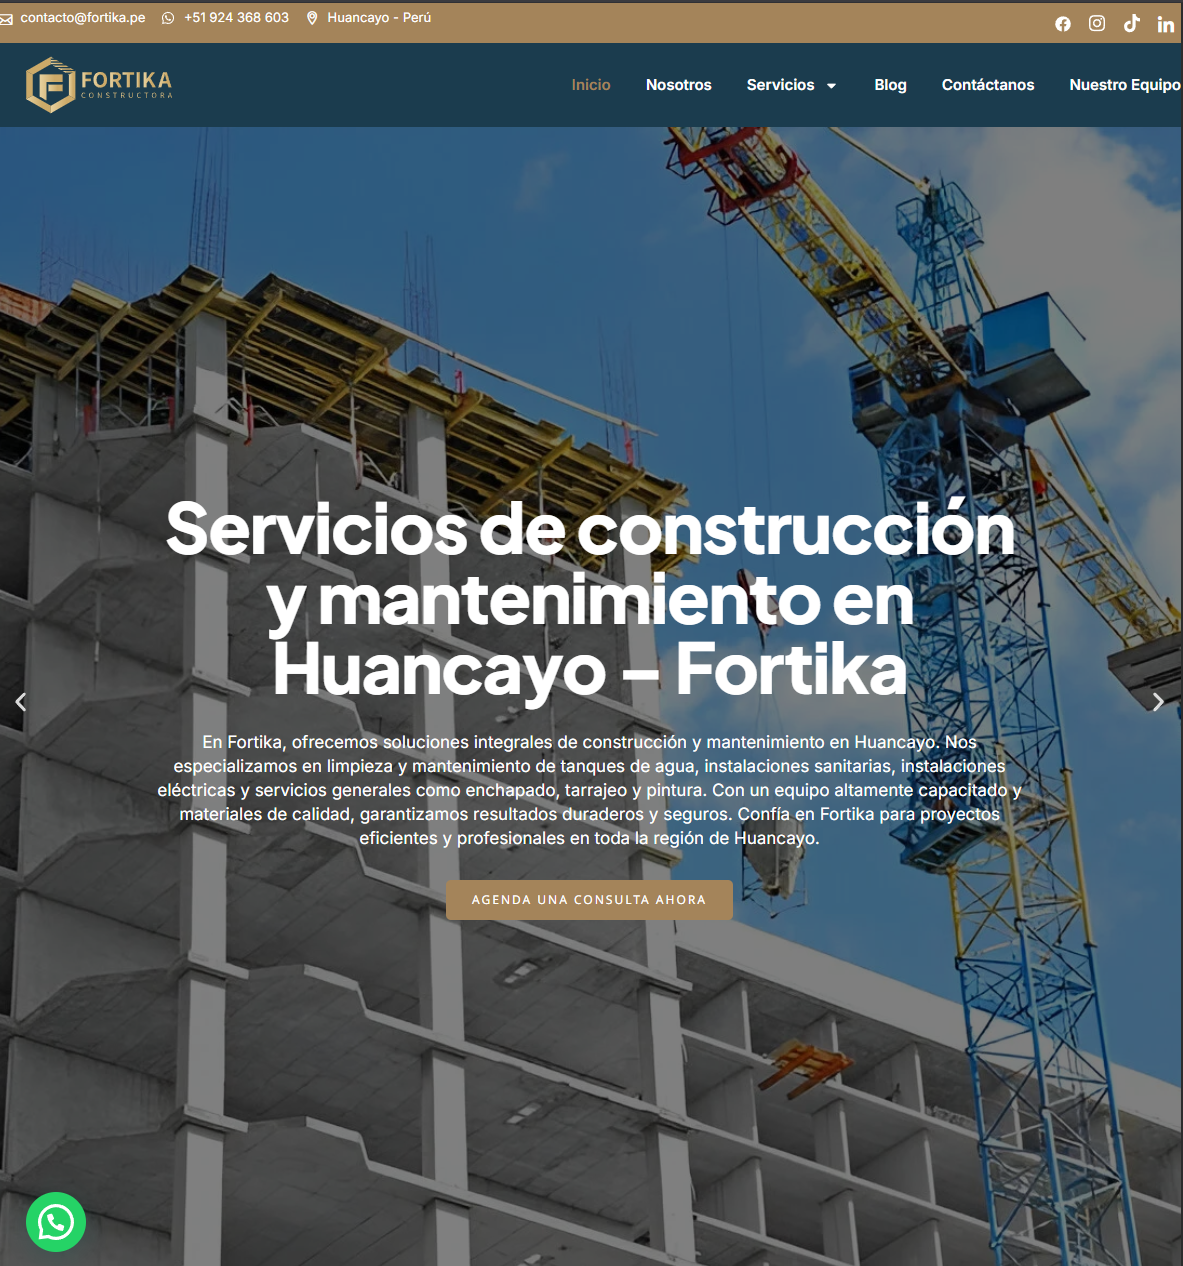 contacto@fortika.pe +51 924 368 603 Huancayo - Perú
FORTIKA
CONSTRUCTORA
Inicio Nosotros Servicios Blog Contáctanos Nuestro Equipo
Servicios de construcción
y mantenimiento en
Huancayo – Fortika
En Fortika, ofrecemos soluciones integrales de construcción y mantenimiento en Huancayo. Nos
especializamos en limpieza y mantenimiento de tanques de agua, instalaciones sanitarias, instalaciones
eléctricas y servicios generales como enchapado, tarrajeo y pintura. Con un equipo altamente capacitado y
materiales de calidad, garantizamos resultados duraderos y seguros. Confía en Fortika para proyectos
eficientes y profesionales en toda la región de Huancayo.
AGENDA UNA CONSULTA AHORA